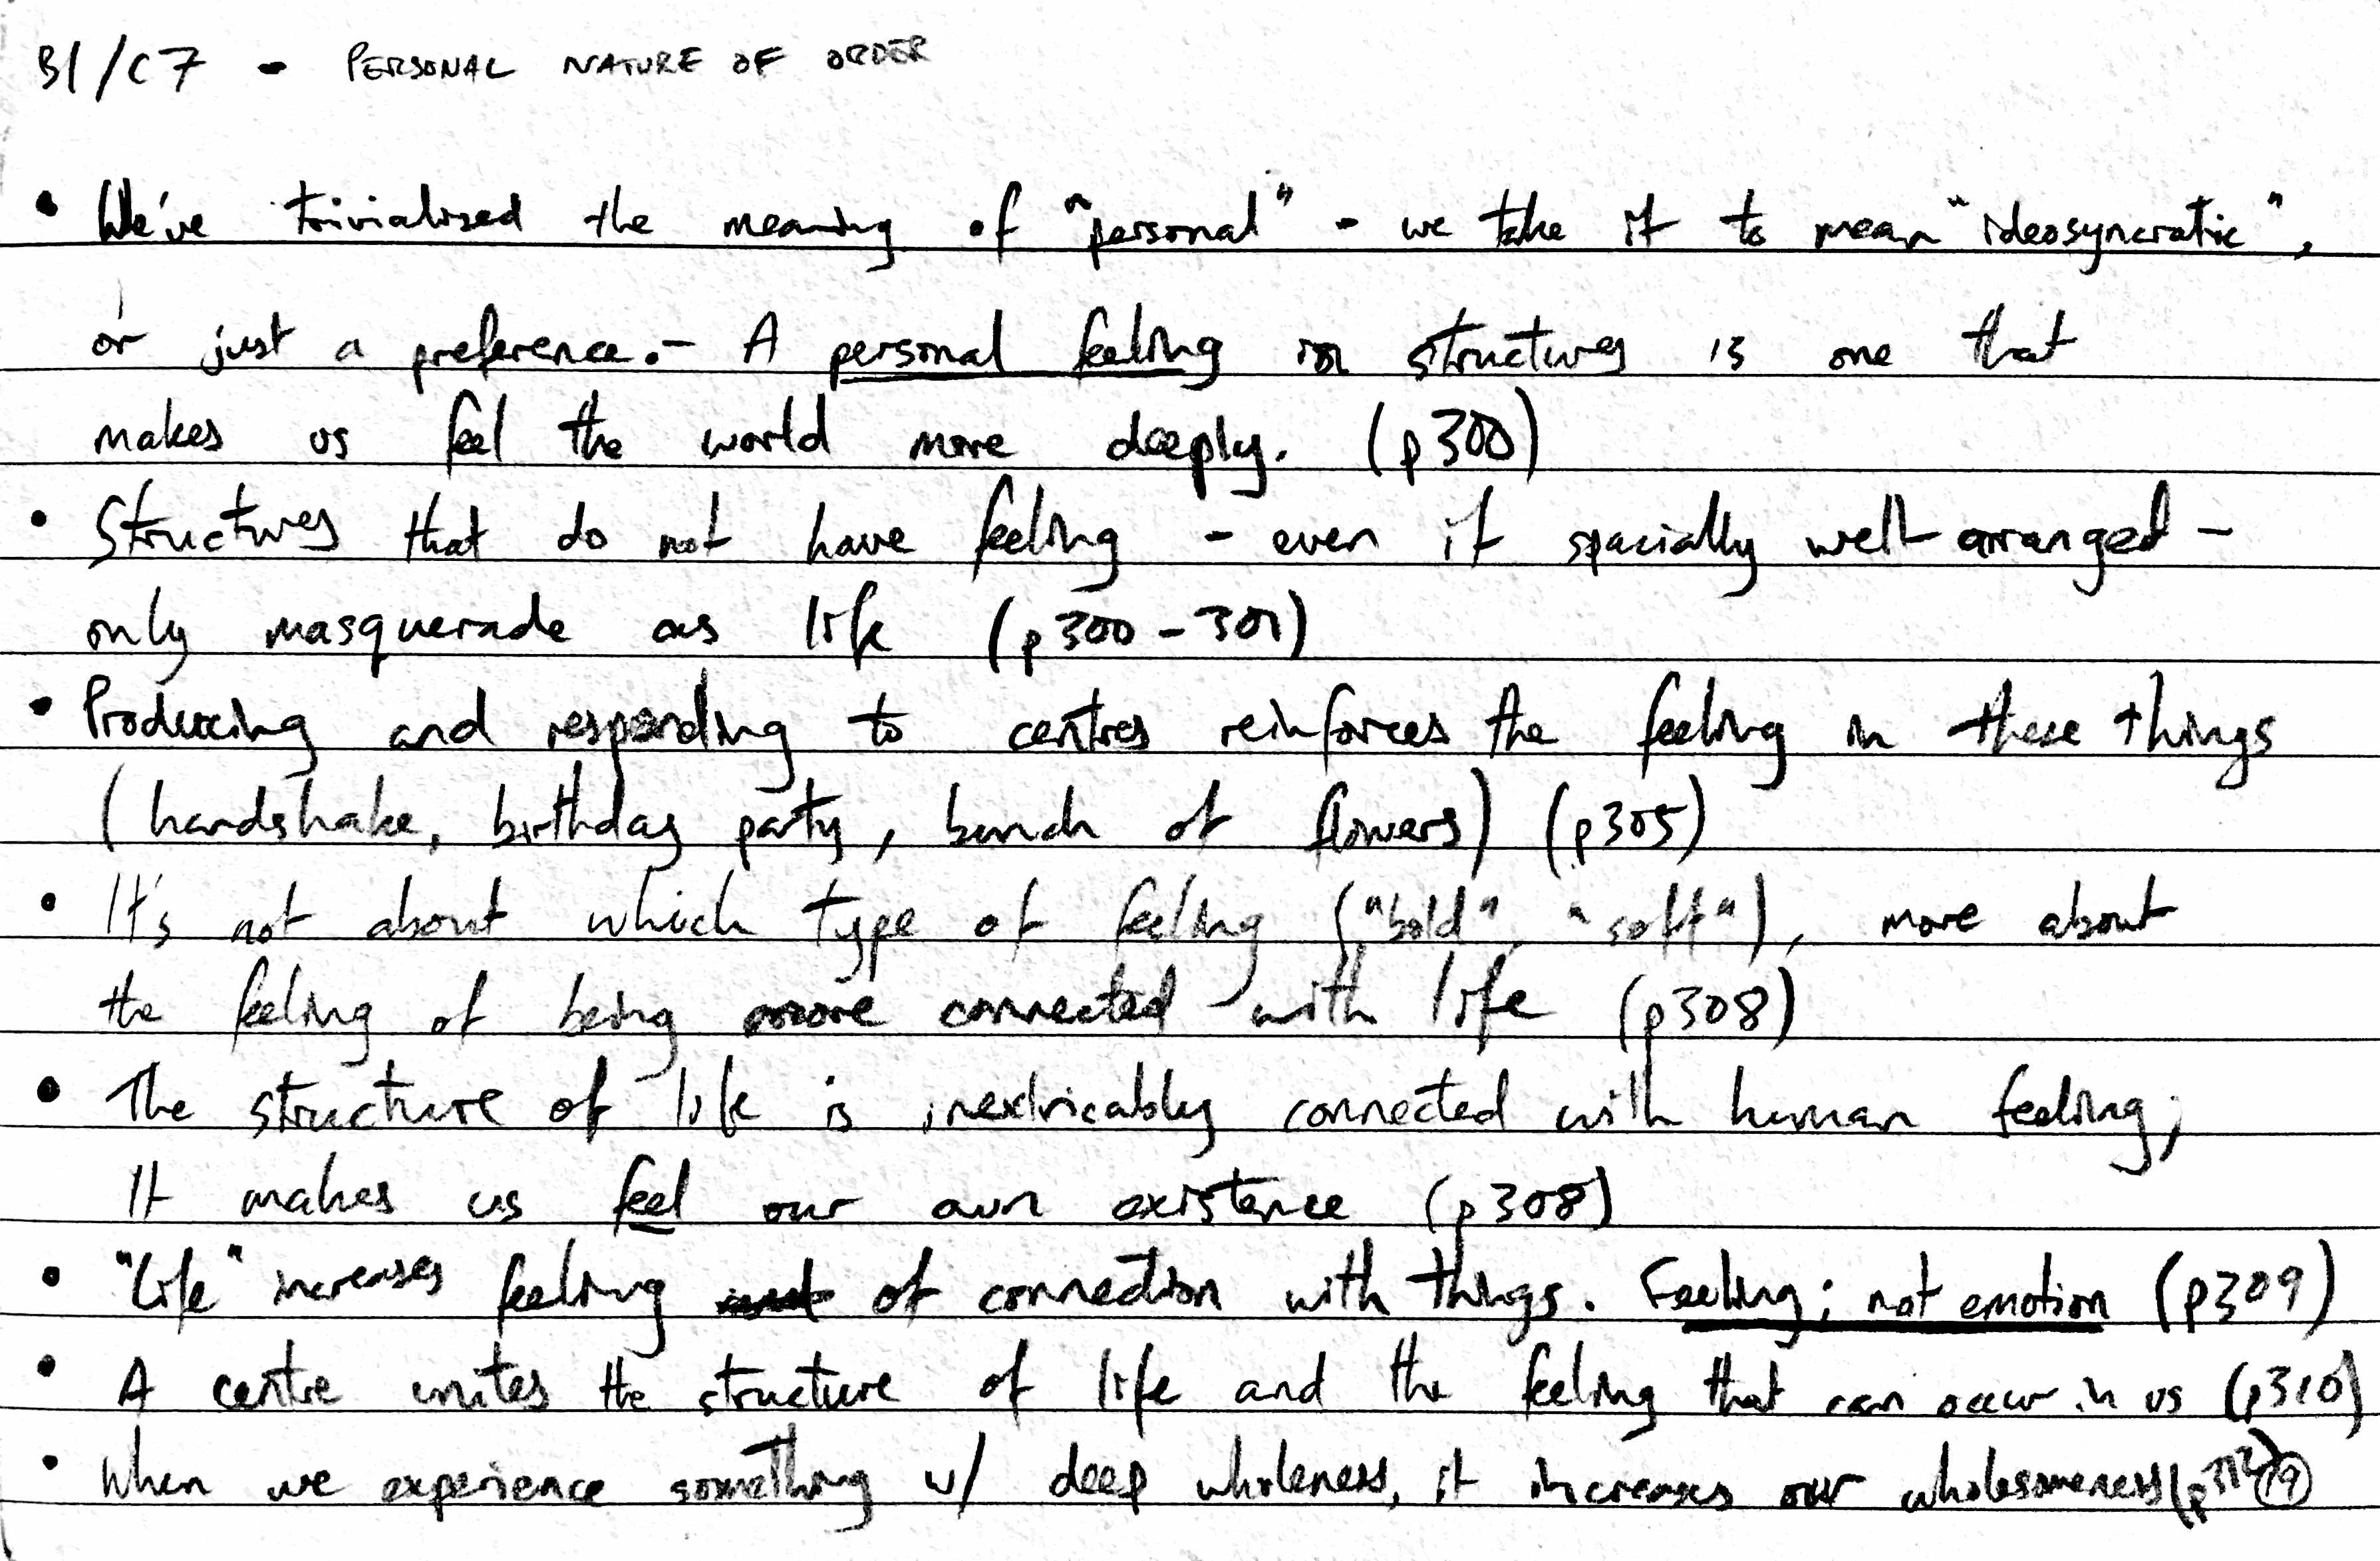 B1/C7 - PERSONAL NATURE OF ORDER
• We've trivialised the meaning of "personal" - we take it to mean "ideosyncratic",
or just a preference. - A personal feeling in structures is one that
makes us feel the world more deeply. (p300)
• Structures that do not have feeling - even if spacially well arranged -
only masquerade as life (p300-301)
• Producing and responding to centres reinforces the feeling in these things
(handshake, birthday party, bunch of flowers) (p305)
• It's not about which type of feeling ("bold", "soft"), more about
the feeling of being more connected with life (p308)
• The structure of life is inextricably connected with human feeling;
It makes us feel our own existence (p308)
• "Life" increases feeling of connection with things. Feeling; not emotion (p309)
• A centre unites the structure of life and the feeling that can occur in us (p310)
• When we experience something w/ deep wholeness, it increases our wholesomeness (p312) 19